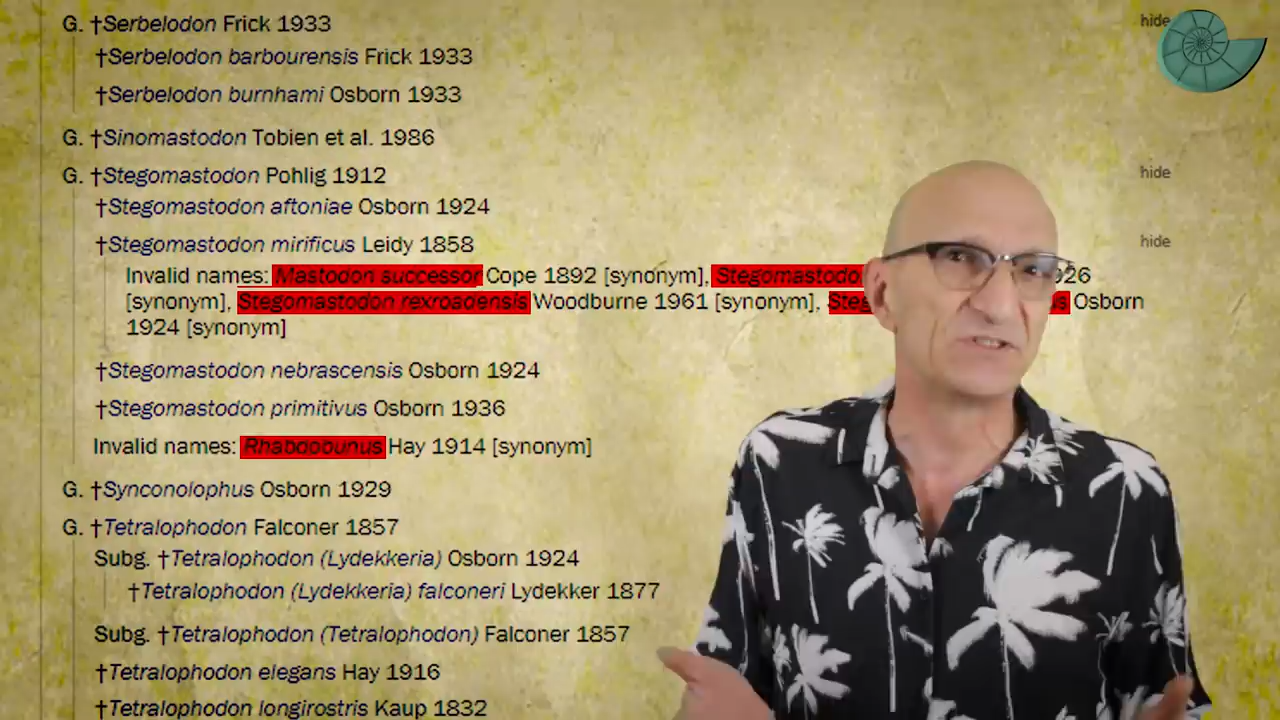 G. †Serbelodon Frick 1933
hide
†Serbelodon barbourensis Frick 1933
†Serbelodon burnhami Osborn 1933
G. †Sinomastodon Tobien et al. 1986
G. †Stegomastodon Pohlig 1912
hide
†Stegomastodon aftoniae Osborn 1924
†Stegomastodon mirificus Leidy 1858
hide
Invalid names: Mastodon successor Cope 1892 [synonym],
[synonym], Stegomastodon rexroadensis Woodburne 1961 [synonym], Osborn
1924 [synonym]
†Stegomastodon nebrascensis Osborn 1924
†Stegomastodon primitivus Osborn 1936
Invalid names: Rhabdobunus Hay 1914 [synonym]
G. †Synconolophus Osborn 1929
G. †Tetralophodon Falconer 1857
Subg. †Tetralophodon (Lydekkeria) Osborn 1924
†Tetralophodon (Lydekkeria) falconeri Lydekker 1877
Subg. †Tetralophodon (Tetralophodon) Falconer 1857
†Tetralophodon elegans Hay 1916
†Tetralophodon longirostris Kaup 1832